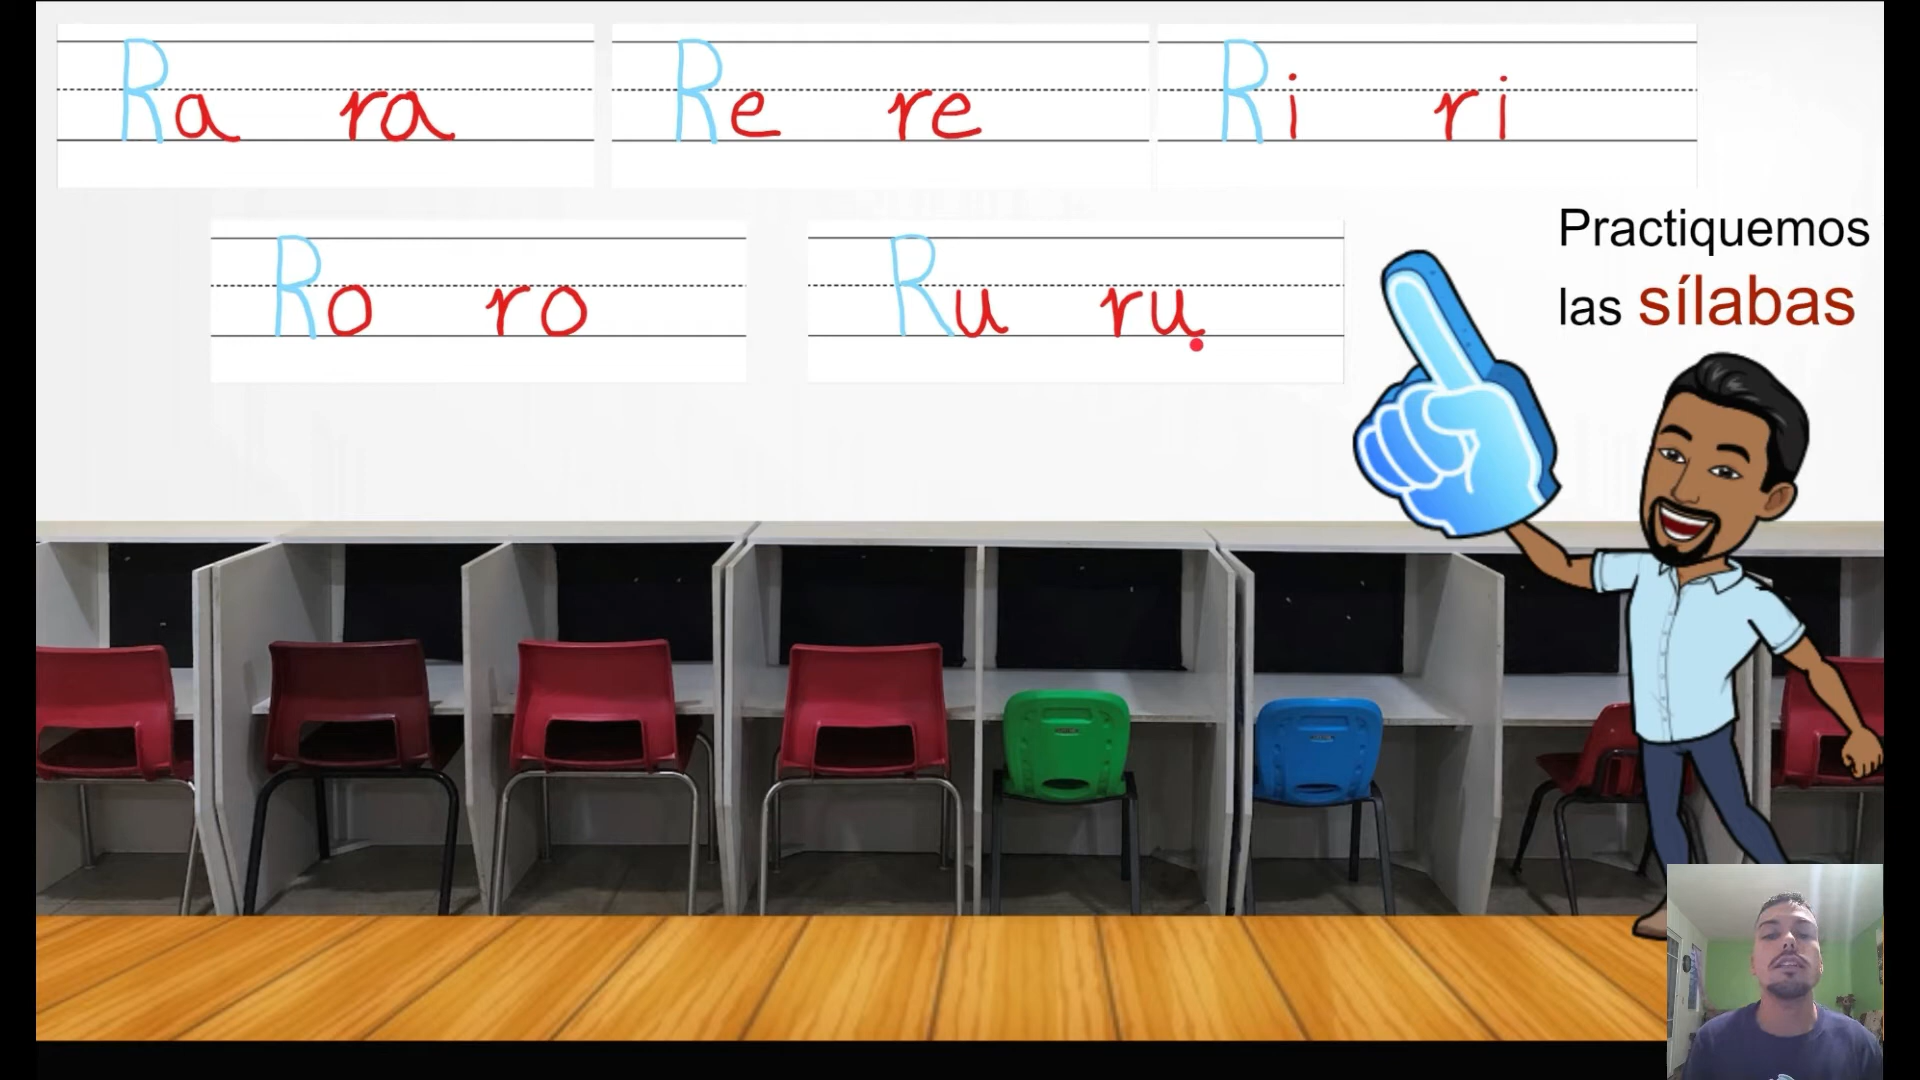 Ra ra Re re Ri ri
Ro ro Ru ru
Practiquemos
las sílabas